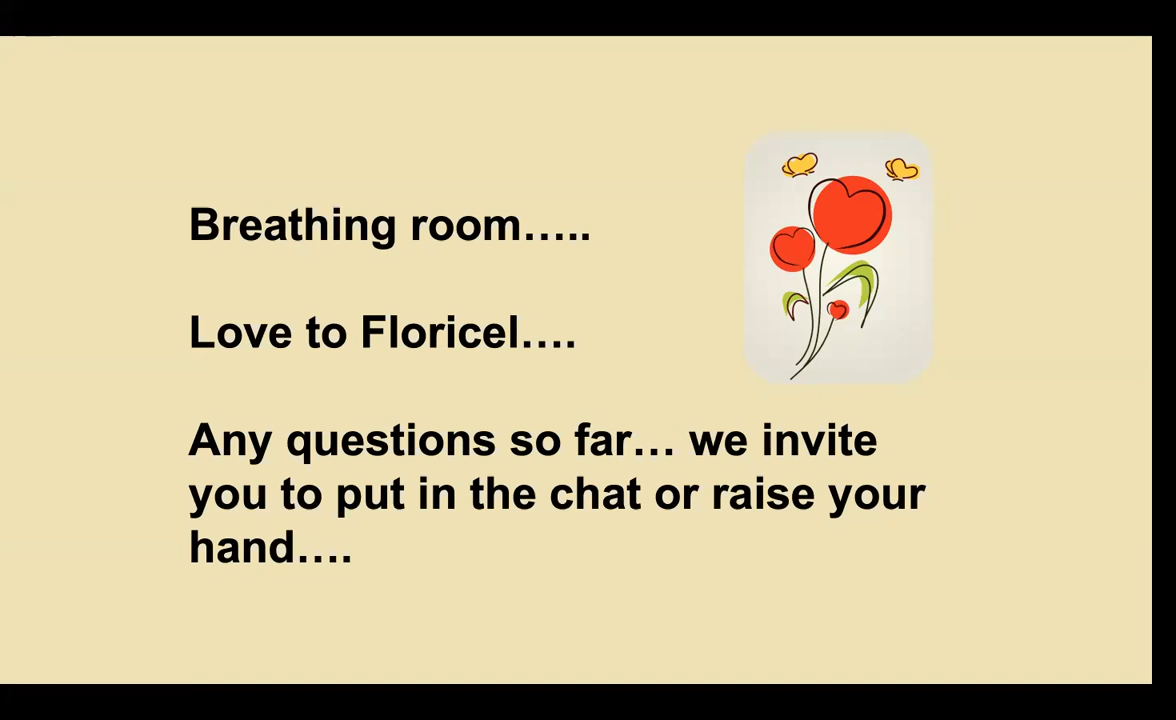 Breathing room…..
Love to Floricel….
Any questions so far… we invite
you to put in the chat or raise your
hand….